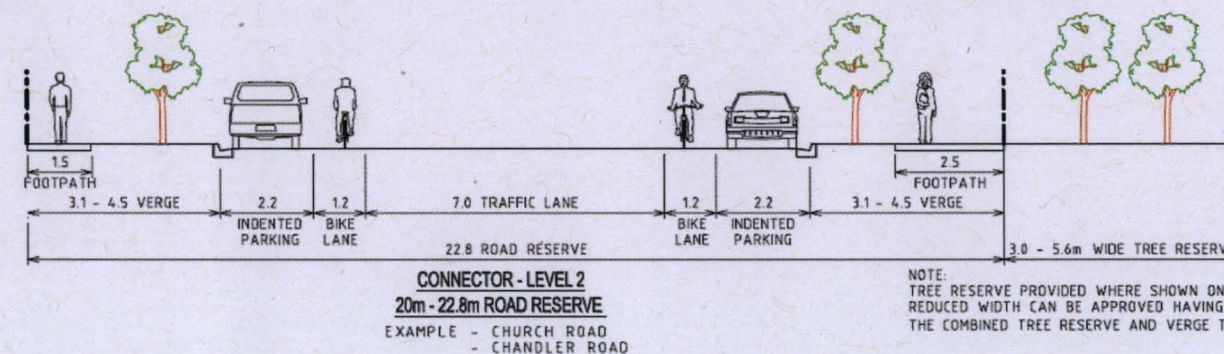 1.5
FOOTPATH
2.5
FOOTPATH
3.1 - 4.5 VERGE
2.2
INDENTED
PARKING
1.2
BIKE
LANE
7.0 TRAFFIC LANE
1.2
BIKE
LANE
2.2
INDENTED
PARKING
3.1 - 4.5 VERGE
22.8 ROAD RESERVE
3.0 - 5.6m WIDE TREE RESERV
CONNECTOR - LEVEL 2
20m - 22.8m ROAD RESERVE
EXAMPLE - CHURCH ROAD
- CHANDLER ROAD
NOTE:
TREE RESERVE PROVIDED WHERE SHOWN ON
REDUCED WIDTH CAN BE APPROVED HAVING
THE COMBINED TREE RESERVE AND VERGE T